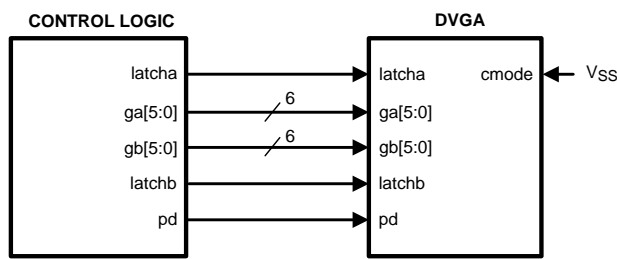 CONTROL LOGIC DVGA
latcha latcha cmode VSS
ga[5:0] 6 ga[5:0]
gb[5:0] 6 gb[5:0]
latchb latchb
pd pd